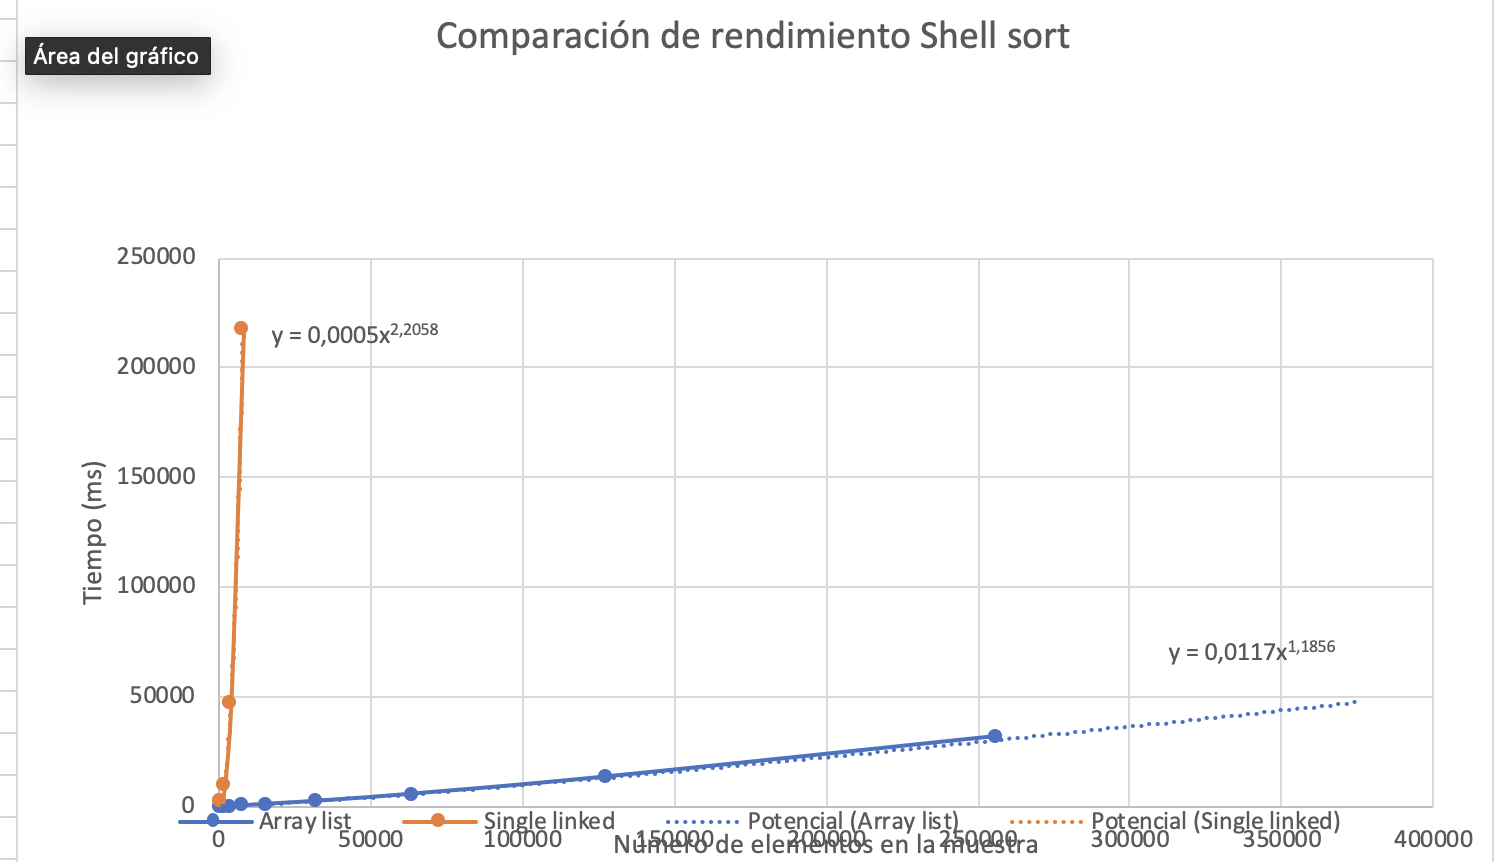 Comparación de rendimiento Shell sort
Área del gráfico
250000
y = 0,0005x2,2058
200000
150000
Tiempo (ms)
100000
y = 0,0117x1,1856
50000
0
Array list Single linked Potencial (Array list) Potencial (Single linked)
0 50000 100000 150000 200000 250000 300000 350000 400000
Número de elementos en la muestra